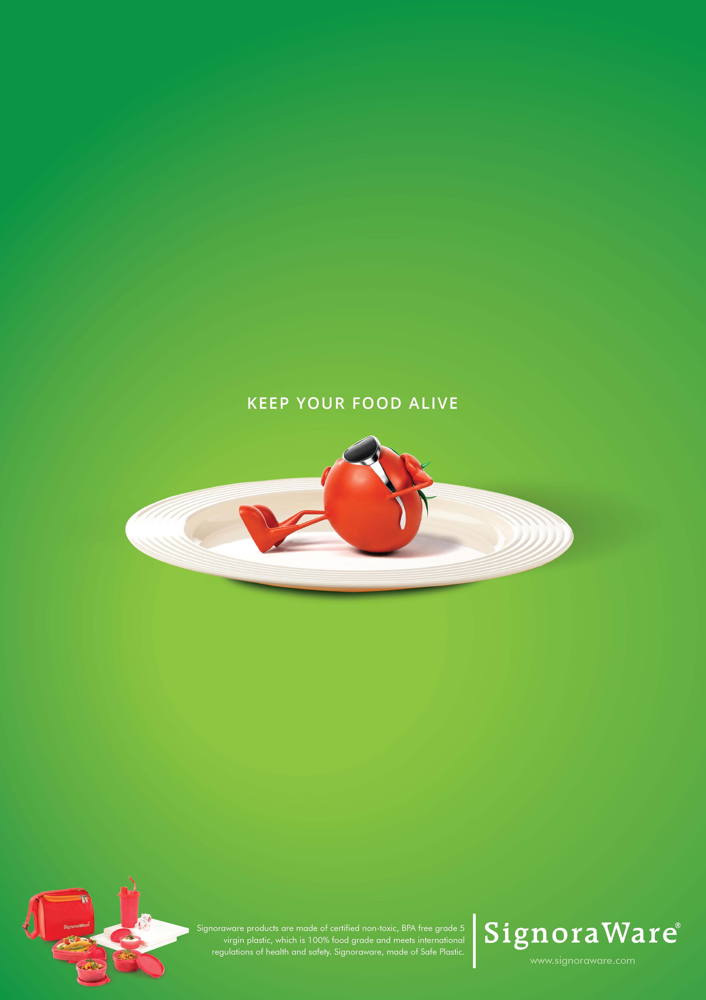 KEEP YOUR FOOD ALIVE
SignoraWare®
Signoraware products are made of certified non-toxic, BPA free grade 5
virgin plastic, which is 100% food grade and meets international
regulations of health and safety. Signoraware, made of Safe Plastic.
SignoraWare®
www.signoraware.com